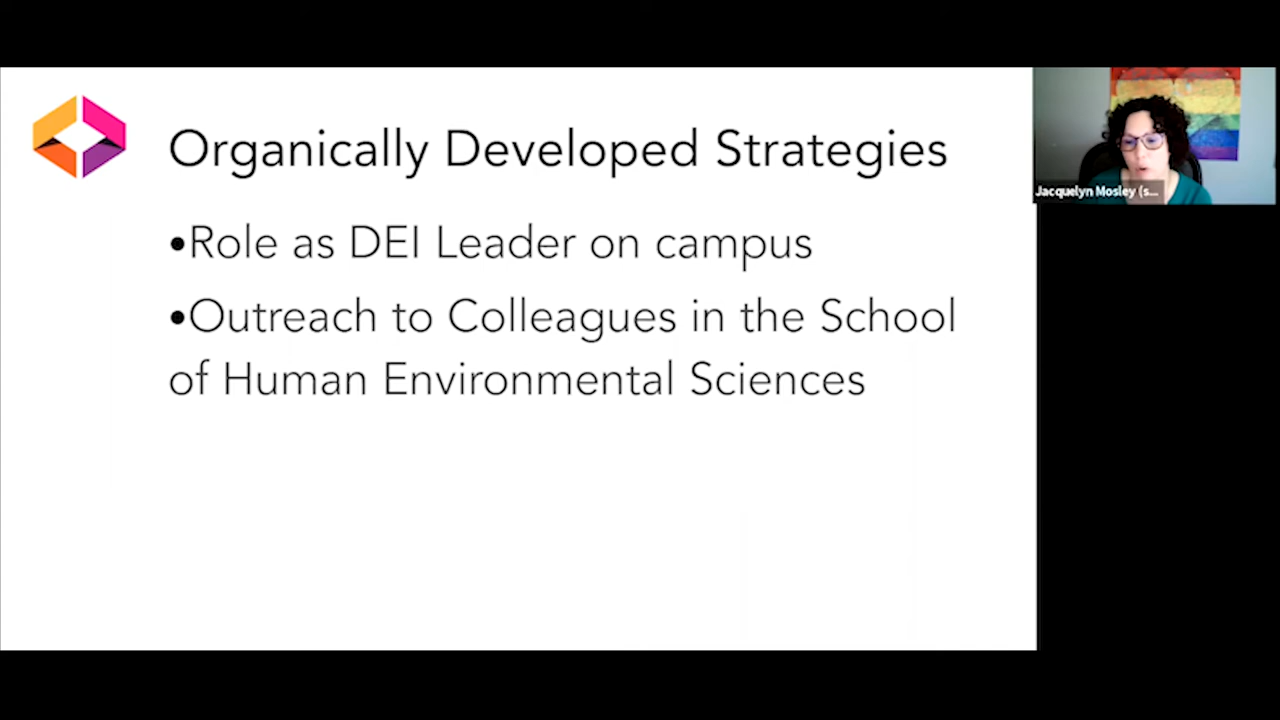 Organically Developed Strategies
•Role as DEI Leader on campus
•Outreach to Colleagues in the School
of Human Environmental Sciences
Jacquelyn Mosley (s...